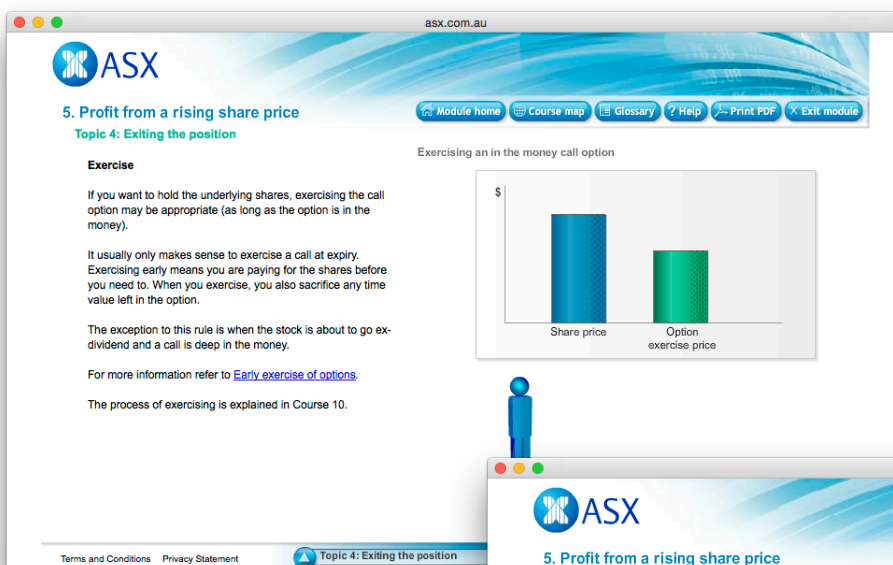 asx.com.au
ASX
5. Profit from a rising share price
Module home
Course map
Glossary
? Help
Print PDF
X Exit module
Topic 4: Exiting the position
Exercise
If you want to hold the underlying shares, exercising the call
option may be appropriate (as long as the option is in the
money).
It usually only makes sense to exercise a call at expiry.
Exercising early means you are paying for the shares before
you need to. When you exercise, you also sacrifice any time
value left in the option.
The exception to this rule is when the stock is about to go ex-
dividend and a call is deep in the money.
For more information refer to Early exercise of options.
The process of exercising is explained in Course 10.
Exercising an in the money call option
$
Share price
Option
exercise price
Terms and Conditions Privacy Statement
Topic 4: Exiting the position
ASX
5. Profit from a rising share price